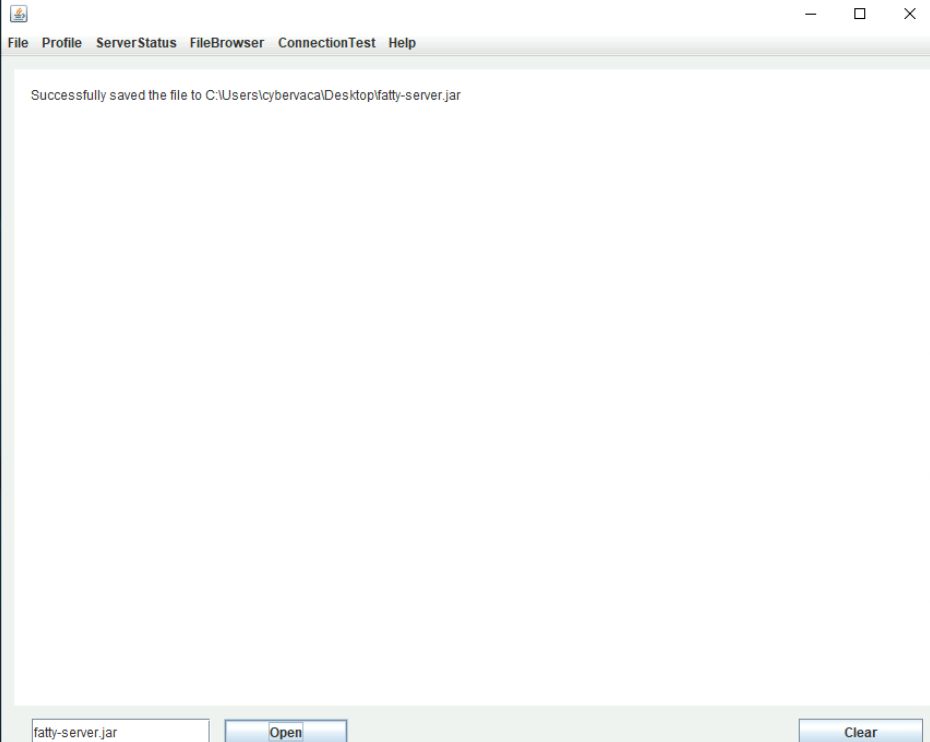 File Profile ServerStatus FileBrowser ConnectionTest Help
Successfully saved the file to C:\Users\cybervaca\Desktop\fatty-server.jar
fatty-server.jar Open Clear